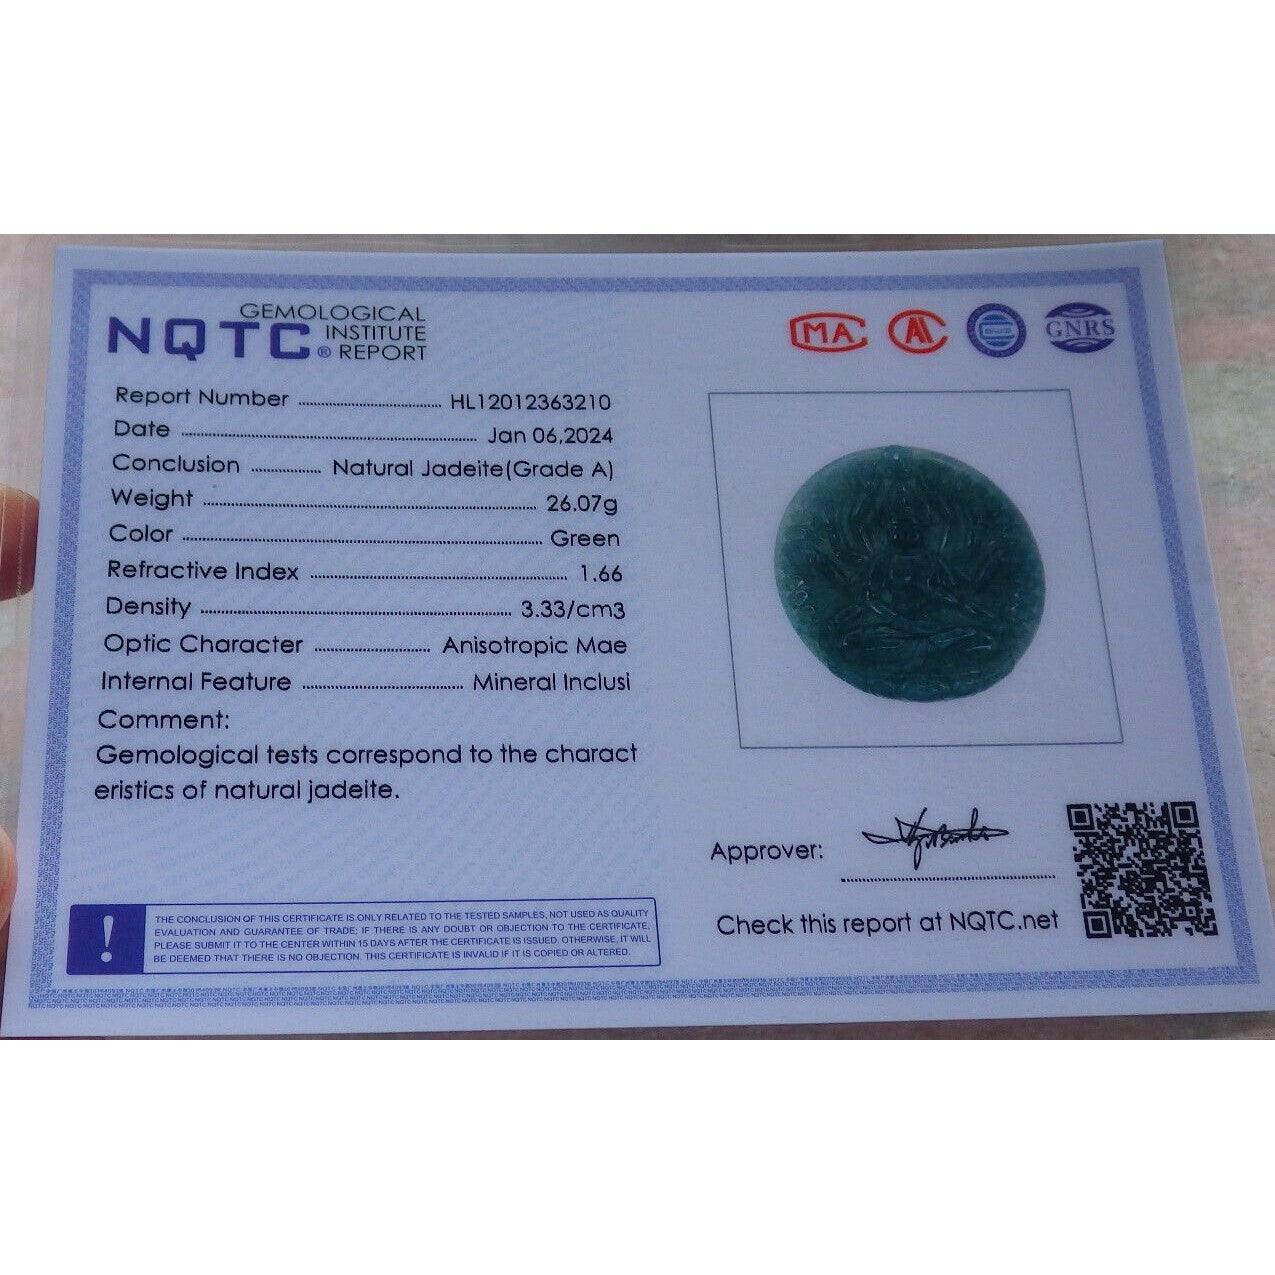 GEMOLOGICAL
NQTC® INSTITUTE
REPORT
MA
GNRS
Report Number HL12012363210
Date Jan 06,2024
Conclusion Natural Jadeite(Grade A)
Weight 26.07g
Color Green
Refractive Index 1.66
Density 3.33/cm3
Optic Character Anisotropic Mae
Internal Feature Mineral Inclusi
Comment:
Gemological tests correspond to the charact
eristics of natural jadeite.
Approver:
Check this report at NQTC.net
! THE CONCLUSION OF THIS CERTIFICATE IS ONLY RELATED TO THE TESTED SAMPLES, NOT USED AS QUALITY
EVALUATION AND GUARANTEE OF TRADE; IF THERE IS ANY DOUBT OR OBJECTION TO THE CERTIFICATE,
PLEASE SUBMIT IT TO THE CENTER WITHIN 15 DAYS AFTER THE CERTIFICATE IS ISSUED. OTHERWISE, IT WILL
BE DEEMED THAT THERE IS NO OBJECTION. THIS CERTIFICATE IS INVALID IF IT IS COPIED OR ALTERED.